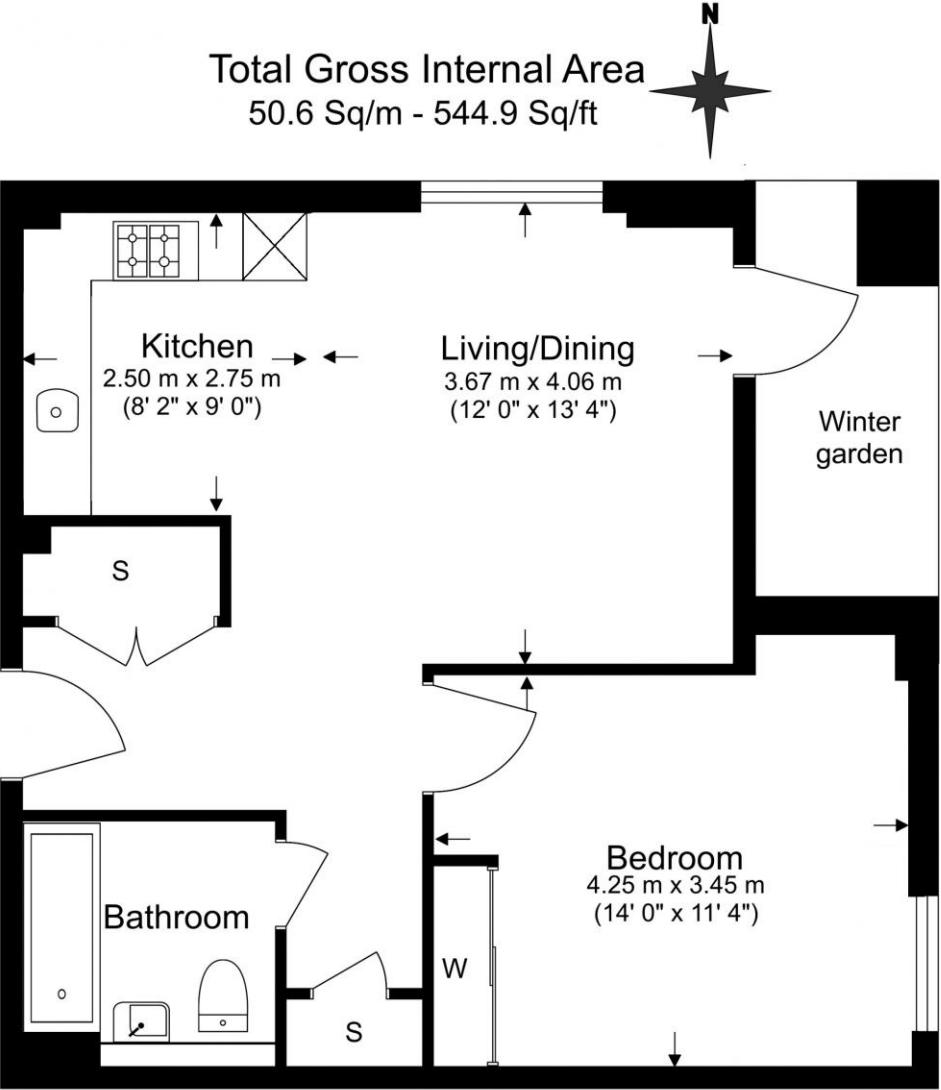 N
Total Gross Internal Area
50.6 Sq/m - 544.9 Sq/ft
Kitchen
2.50 m x 2.75 m
(8' 2" x 9' 0")
Living/Dining
3.67 m x 4.06 m
(12' 0" x 13' 4")
Winter
garden
S
Bedroom
4.25 m x 3.45 m
(14' 0" x 11' 4")
Bathroom
W
S